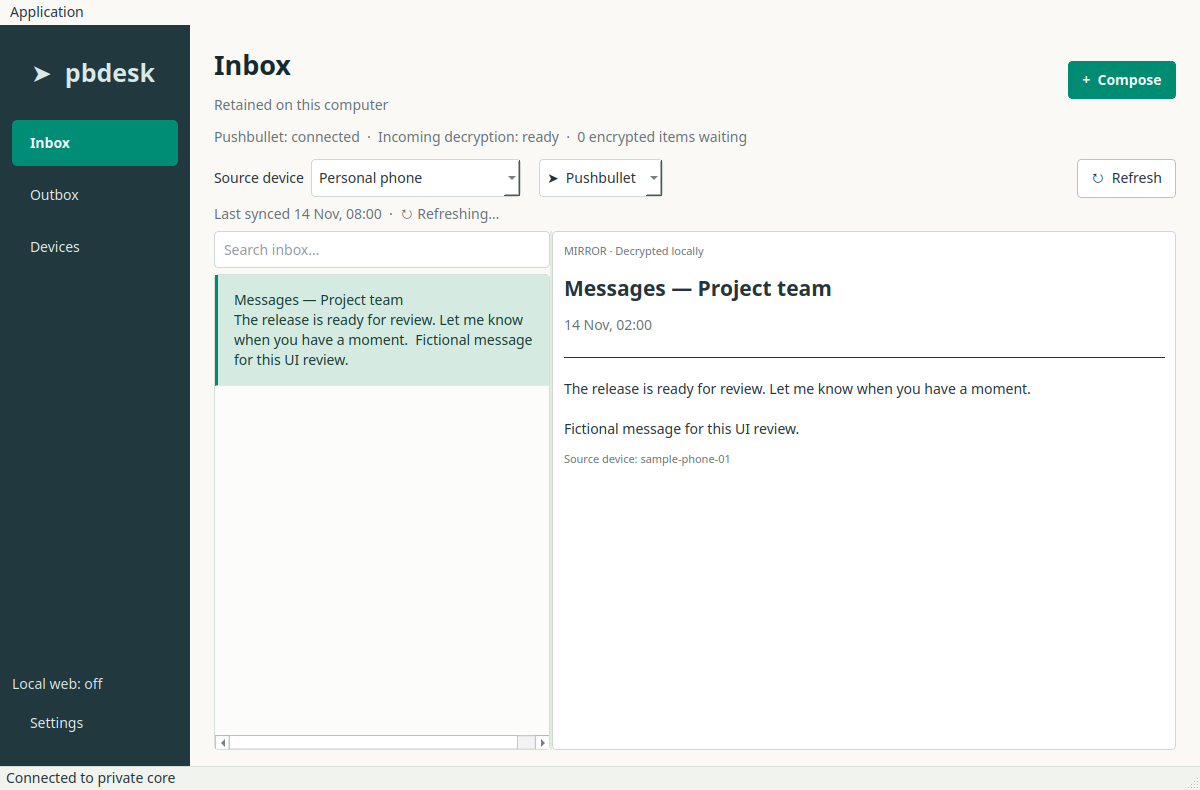 Application
➤ pbdesk
Inbox
Outbox
Devices
Local web: off
Settings
Inbox
+ Compose
Retained on this computer
Pushbullet: connected · Incoming decryption: ready · 0 encrypted items waiting
Source device Personal phone ➤ Pushbullet ↻ Refresh
Last synced 14 Nov, 08:00 · ↻ Refreshing...
Search inbox...
Messages — Project team
The release is ready for review. Let me know
when you have a moment. Fictional message
for this UI review.
MIRROR · Decrypted locally
Messages — Project team
14 Nov, 02:00
The release is ready for review. Let me know when you have a moment.
Fictional message for this UI review.
Source device: sample-phone-01
Connected to private core